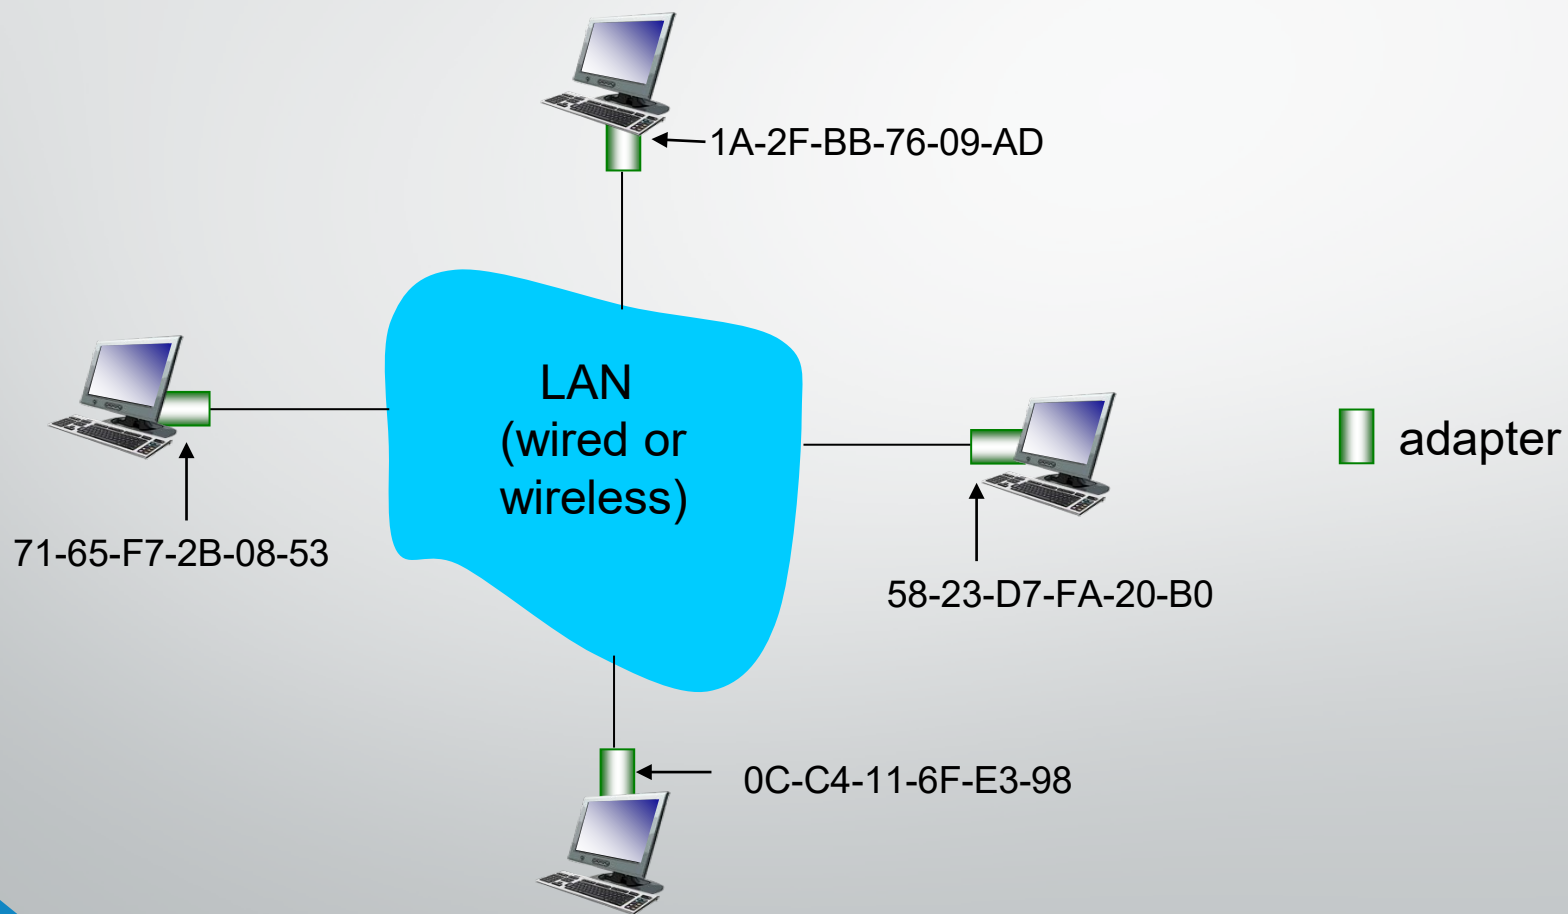 1A-2F-BB-76-09-AD
LAN
(wired or
wireless)
adapter
71-65-F7-2B-08-53
58-23-D7-FA-20-B0
0C-C4-11-6F-E3-98